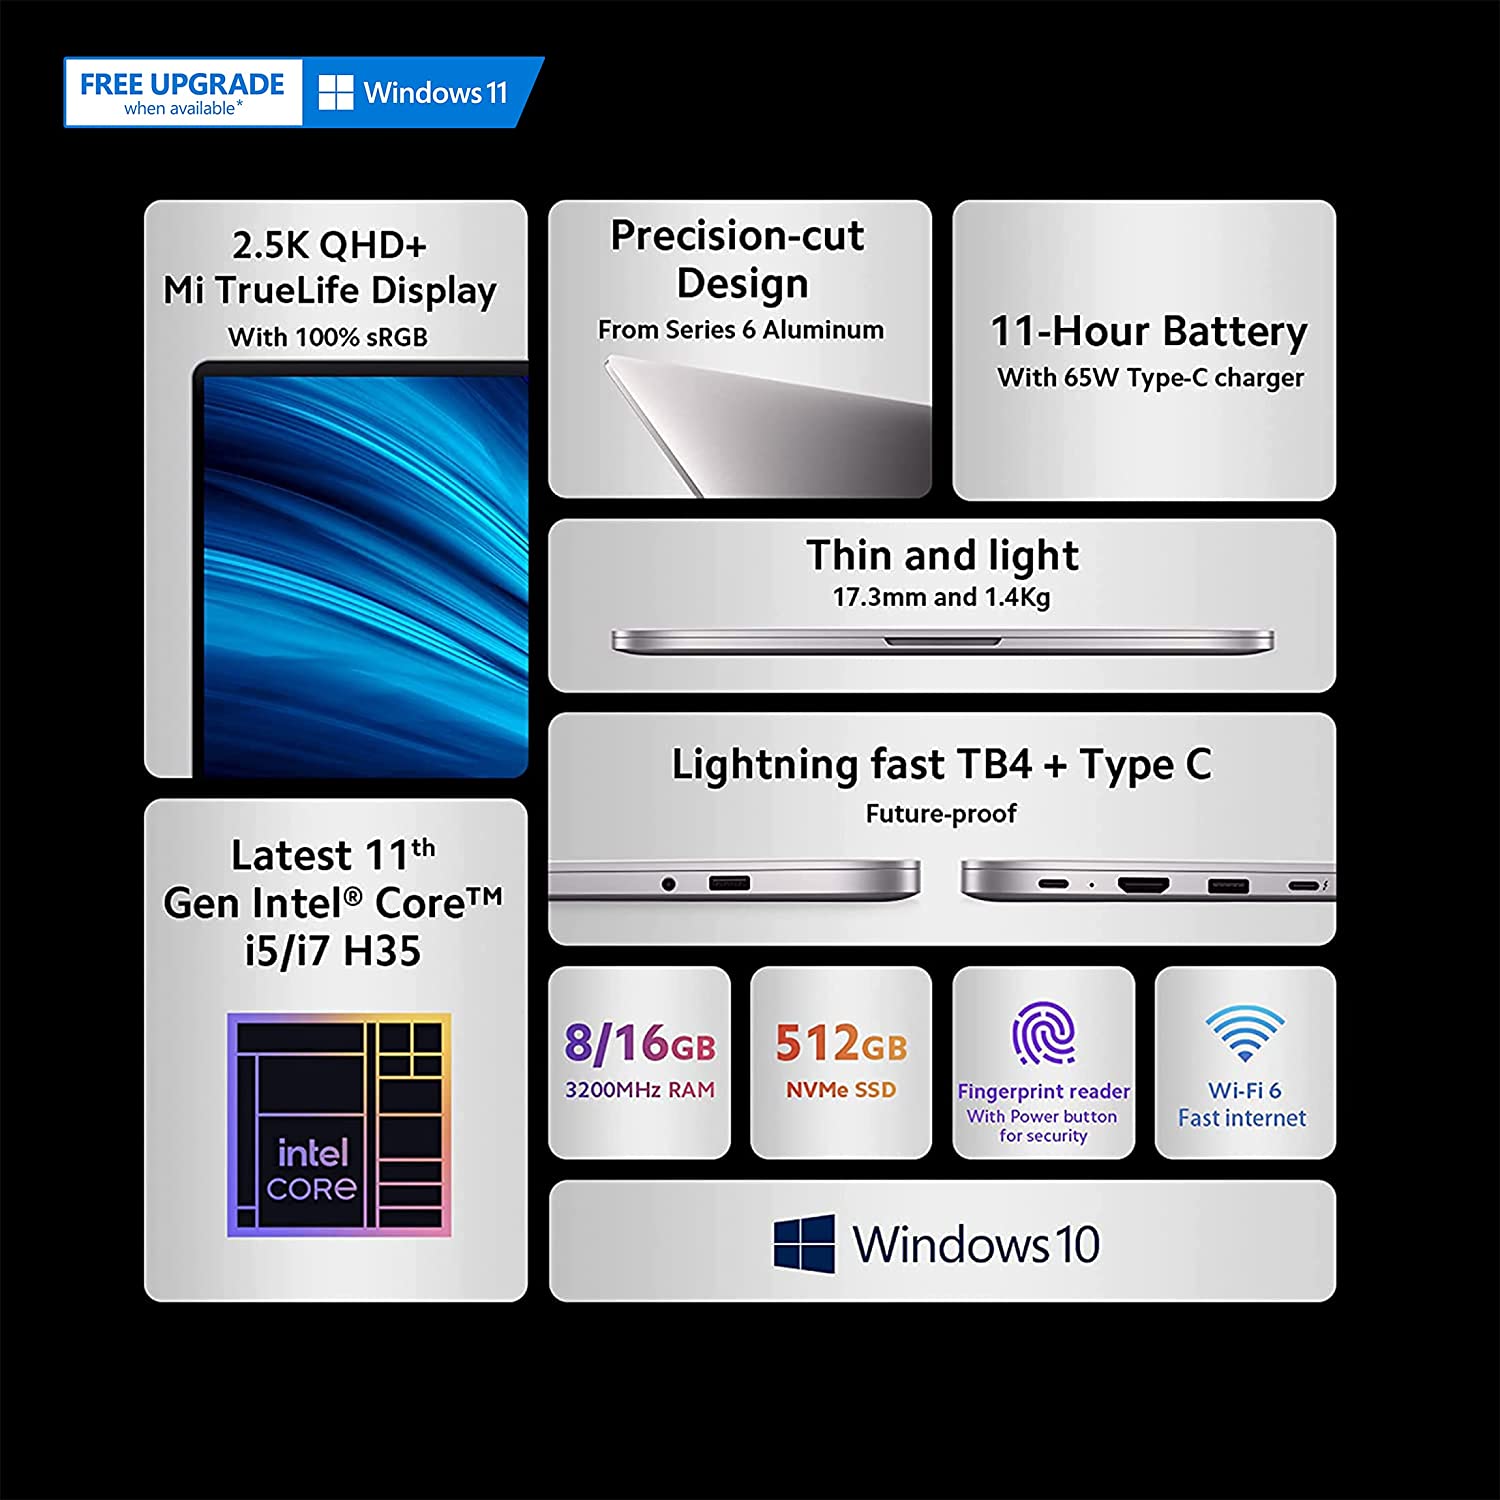 FREE UPGRADE
when available*
Windows 11
2.5K QHD+
Mi TrueLife Display
With 100% sRGB
Precision-cut
Design
From Series 6 Aluminum
11-Hour Battery
With 65W Type-C charger
Thin and light
17.3mm and 1.4Kg
Lightning fast TB4 + Type C
Future-proof
Latest 11th
Gen Intel® Core™
i5/i7 H35
intel
CORE
8/16GB
3200MHz RAM
512GB
NVMe SSD
Fingerprint reader
With Power button
for security
Wi-Fi 6
Fast internet
Windows 10